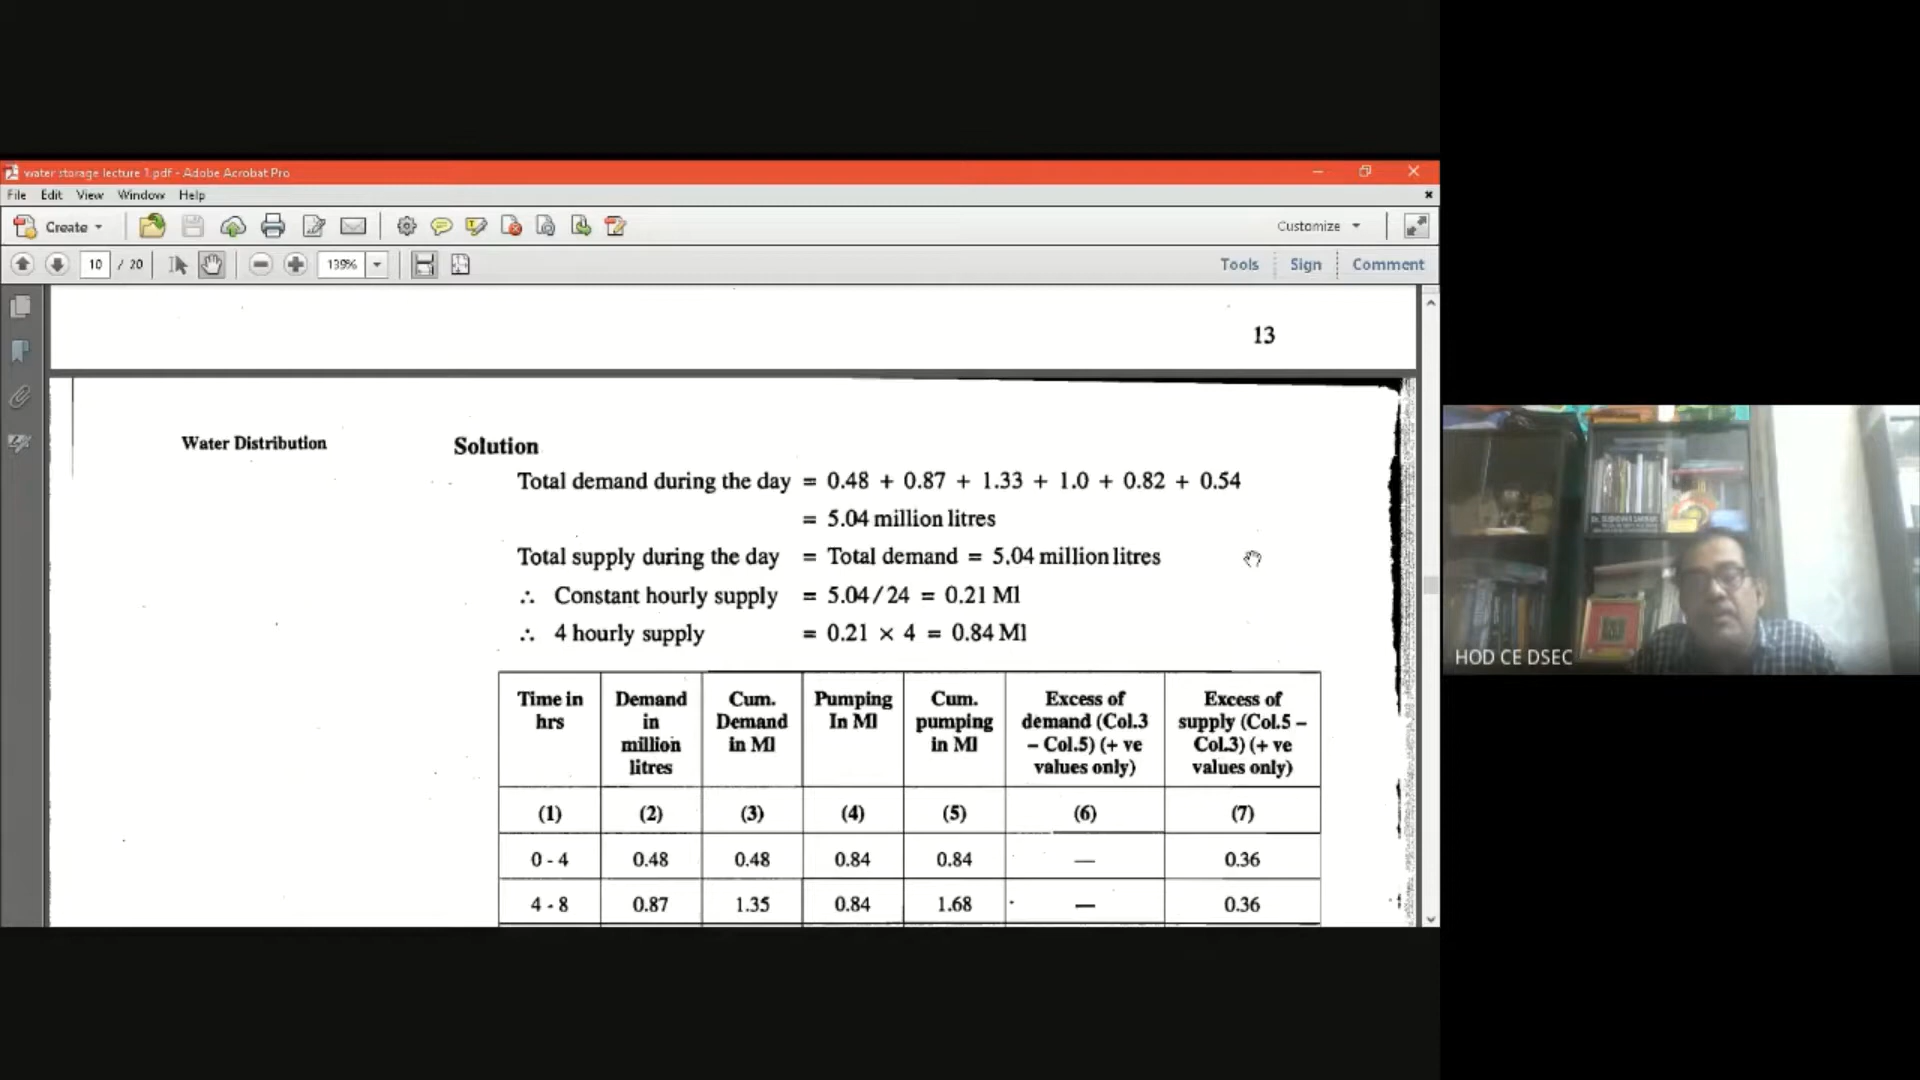 water storage lecture 1.pdf - Adobe Acrobat Pro
File Edit View Window Help
Create
Customize
10 / 20
139%
Tools Sign Comment
13
Water Distribution
Solution
Total demand during the day = 0.48 + 0.87 + 1.33 + 1.0 + 0.82 + 0.54
= 5.04 million litres
Total supply during the day = Total demand = 5.04 million litres
∴ Constant hourly supply = 5.04/24 = 0.21 Ml
∴ 4 hourly supply = 0.21 × 4 = 0.84 Ml
Time in hrs | Demand in million litres | Cum. Demand in Ml | Pumping In Ml | Cum. pumping in Ml | Excess of demand (Col.3 – Col.5) (+ ve values only) | Excess of supply (Col.5 – Col.3) (+ ve values only)
(1) (2) (3) (4) (5) (6) (7)
0 - 4 0.48 0.48 0.84 0.84 — 0.36
4 - 8 0.87 1.35 0.84 1.68 — 0.36
HOD CE DSEC